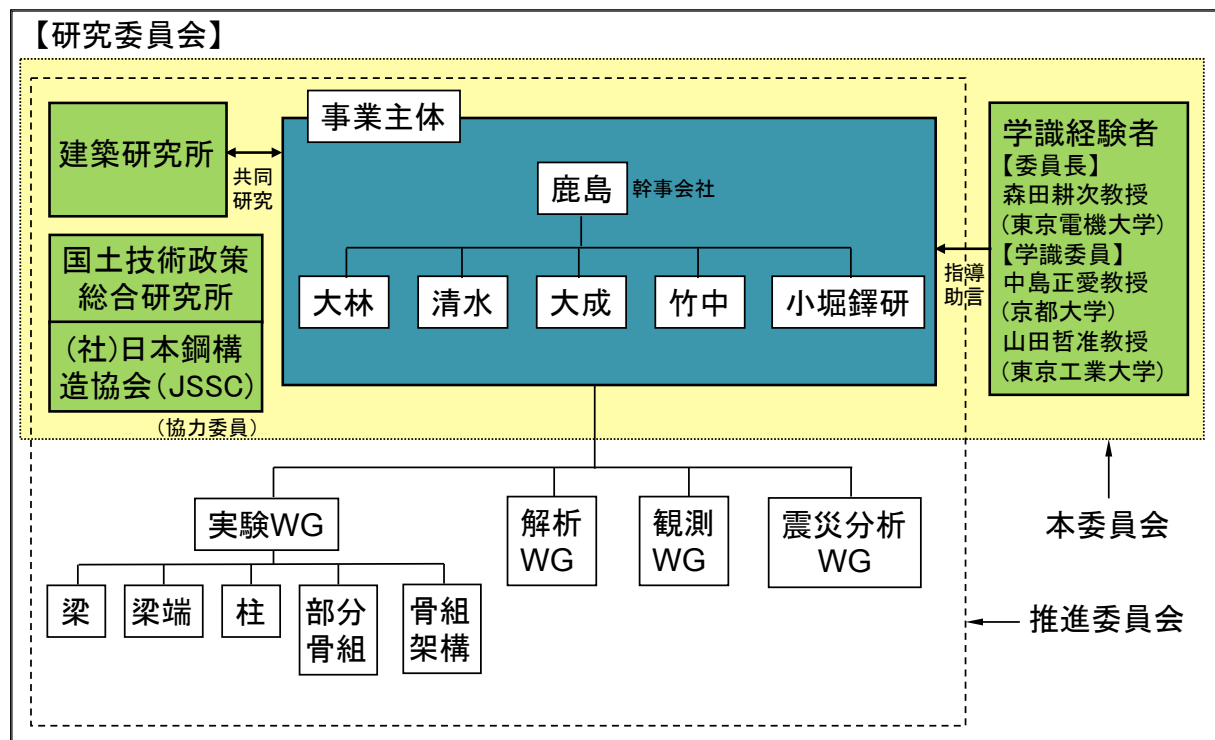 【研究委員会】
事業主体
建築研究所
共同
研究
鹿島
幹事会社
大林
清水
大成
竹中
小堀鐸研
国土技術政策
総合研究所
(社)日本鋼構
造協会(JSSC)
(協力委員)
指導
助言
学識経験者
【委員長】
森田耕次教授
(東京電機大学)
【学識委員】
中島正愛教授
(京都大学)
山田哲准教授
(東京工業大学)
実験WG
解析
WG
観測
WG
震災分析
WG
梁
梁端
柱
部分
骨組
骨組
架構
本委員会
推進委員会